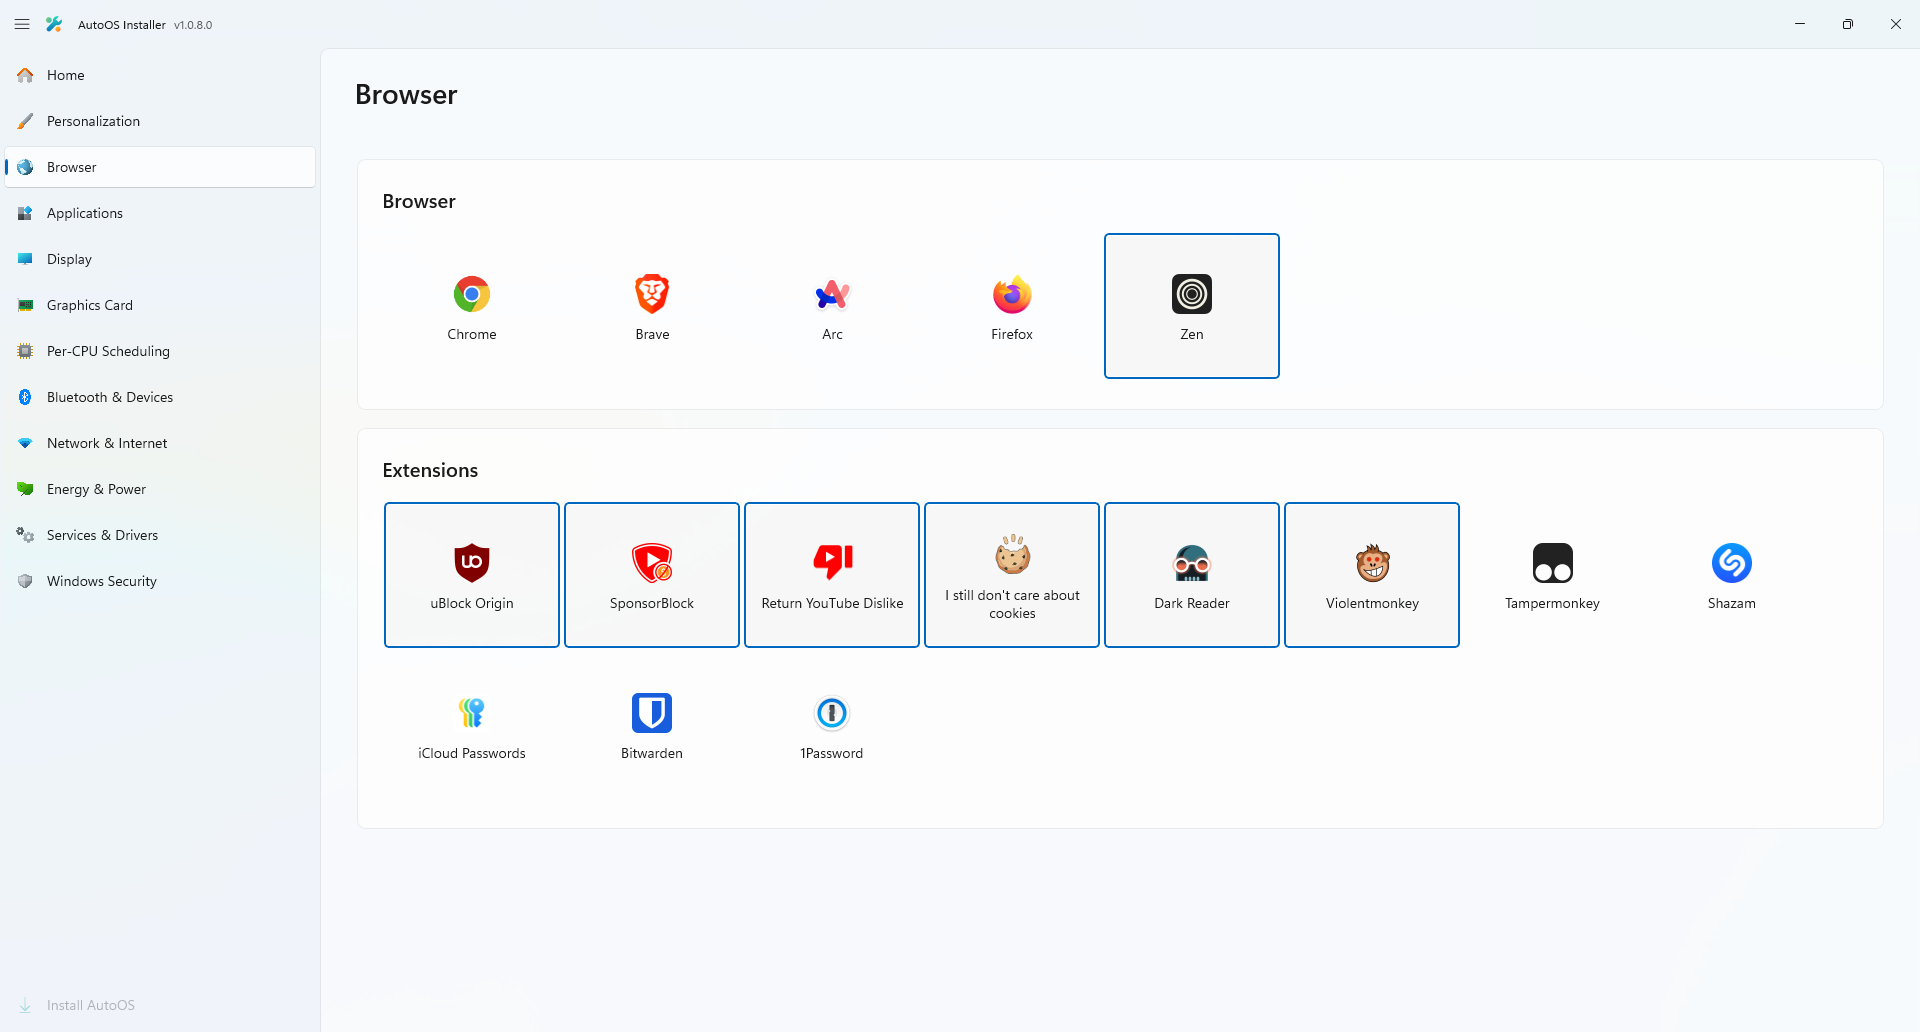 AutoOS Installer v1.0.8.0
Home
Personalization
Browser
Applications
Display
Graphics Card
Per-CPU Scheduling
Bluetooth & Devices
Network & Internet
Energy & Power
Services & Drivers
Windows Security
Install AutoOS
Browser
Browser
Chrome
Brave
Arc
Firefox
Zen
Extensions
uBlock Origin
SponsorBlock
Return YouTube Dislike
I still don't care about
cookies
Dark Reader
Violentmonkey
Tampermonkey
Shazam
iCloud Passwords
Bitwarden
1Password